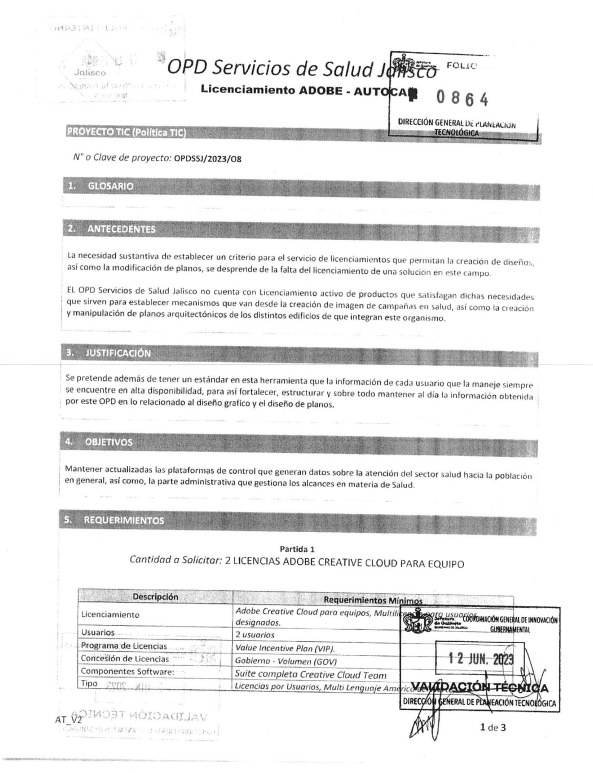 Jalisco
OPD Servicios de Salud Jalisco
Licenciamiento ADOBE - AUTOCA
FOLIO
0864
DIRECCIÓN GENERAL DE PLANEACIÓN
TECNOLÓGICA
PROYECTO TIC (Política TIC)
N° o Clave de proyecto: OPDSSJ/2023/O8
1. GLOSARIO
2. ANTECEDENTES
La necesidad sustantiva de establecer un criterio para el servicio de licenciamientos que permitan la creación de diseños,
así como la modificación de planos, se desprende de la falta del licenciamiento de una solución en este campo.
EL OPD Servicios de Salud Jalisco no cuenta con Licenciamiento activo de productos que satisfagan dichas necesidades
que sirven para establecer mecanismos que van desde la creación de imagen de campañas en salud, así como la creación
y manipulación de planos arquitectónicos de los distintos edificios de que integran este organismo.
3. JUSTIFICACIÓN
Se pretende además de tener un estándar en esta herramienta que la información de cada usuario que la maneje siempre
se encuentre en alta disponibilidad, para así fortalecer, estructurar y sobre todo mantener al día la información obtenida
por este OPD en lo relacionado al diseño grafico y el diseño de planos.
4. OBJETIVOS
Mantener actualizadas las plataformas de control que generan datos sobre la atención del sector salud hacia la población
en general, así como, la parte administrativa que gestiona los alcances en materia de Salud.
5. REQUERIMIENTOS
Partida 1
Cantidad a Solicitar: 2 LICENCIAS ADOBE CREATIVE CLOUD PARA EQUIPO
Descripción Requerimientos Mínimos
Licenciamiento Adobe Creative Cloud para equipos, para usuarios
designados.
Usuarios 2 usuarios
Programa de Licencias Value Incentive Plan (VIP).
Concesión de Licencias Gobierno - Volumen (GOV)
Componentes Software: Suite completa Creative Cloud Team
Tipo Licencias por Usuarios, Multi Lenguaje
COORDINACIÓN GENERAL DE INNOVACIÓN
GUBERNAMENTAL
12 JUN. 2023
VALIDACIÓN TÉCNICA
DIRECCIÓN GENERAL DE PLANEACIÓN TECNOLÓGICA
AT_V2
1 de 3